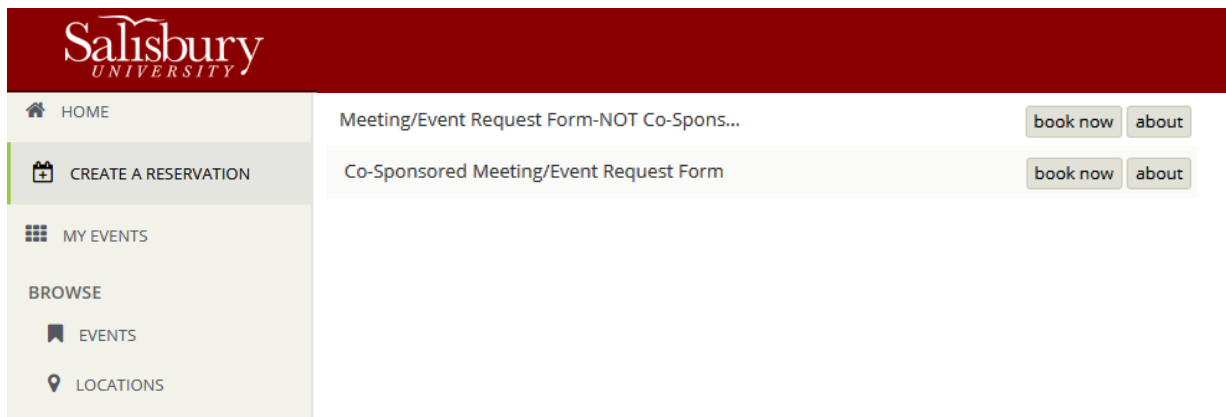 Salisbury
UNIVERSITY
HOME
CREATE A RESERVATION
MY EVENTS
BROWSE
EVENTS
LOCATIONS
Meeting/Event Request Form-NOT Co-Spons... book now about
Co-Sponsored Meeting/Event Request Form book now about